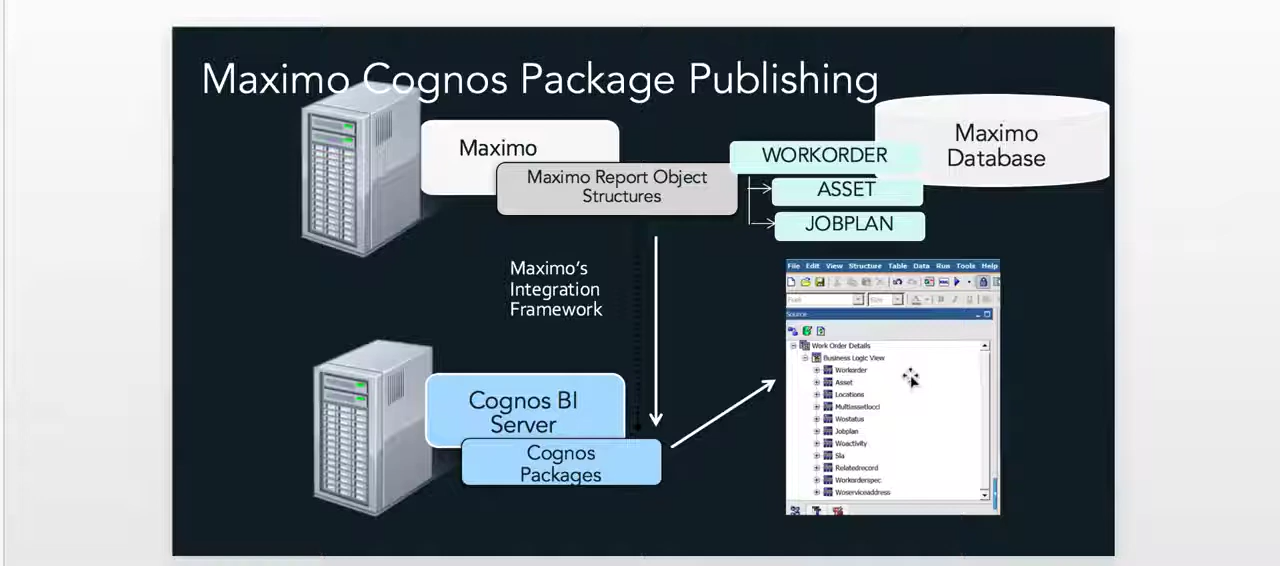 Maximo Cognos Package Publishing
Maximo
Maximo Report Object
Structures
WORKORDER
ASSET
JOBPLAN
Maximo
Database
Maximo's
Integration
Framework
Cognos BI
Server
Cognos
Packages
File Edit View Structure Table Data Run Tools Help
Font Size
Source
Work Order Details
Business Logic View
Workorder
Asset
Locations
Multiassetlocci
Wostatus
Jobplan
Woactivity
Sla
Relatedrecord
Workorderspec
Woserviceaddress